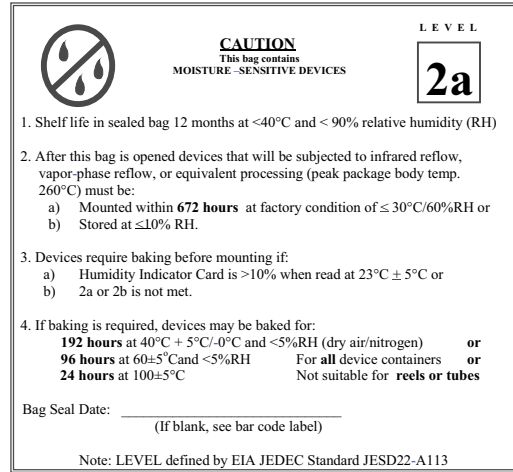 L E V E L
CAUTION
This bag contains
MOISTURE –SENSITIVE DEVICES
2a
1. Shelf life in sealed bag 12 months at <40°C and < 90% relative humidity (RH)
2. After this bag is opened devices that will be subjected to infrared reflow,
vapor-phase reflow, or equivalent processing (peak package body temp.
260°C) must be:
a) Mounted within 672 hours at factory condition of ≤ 30°C/60%RH or
b) Stored at ≤10% RH.
3. Devices require baking before mounting if:
a) Humidity Indicator Card is >10% when read at 23°C ± 5°C or
b) 2a or 2b is not met.
4. If baking is required, devices may be baked for:
192 hours at 40°C + 5°C/-0°C and <5%RH (dry air/nitrogen) or
96 hours at 60±5°Cand <5%RH For all device containers or
24 hours at 100±5°C Not suitable for reels or tubes
Bag Seal Date: ________________________________
(If blank, see bar code label)
Note: LEVEL defined by EIA JEDEC Standard JESD22-A113